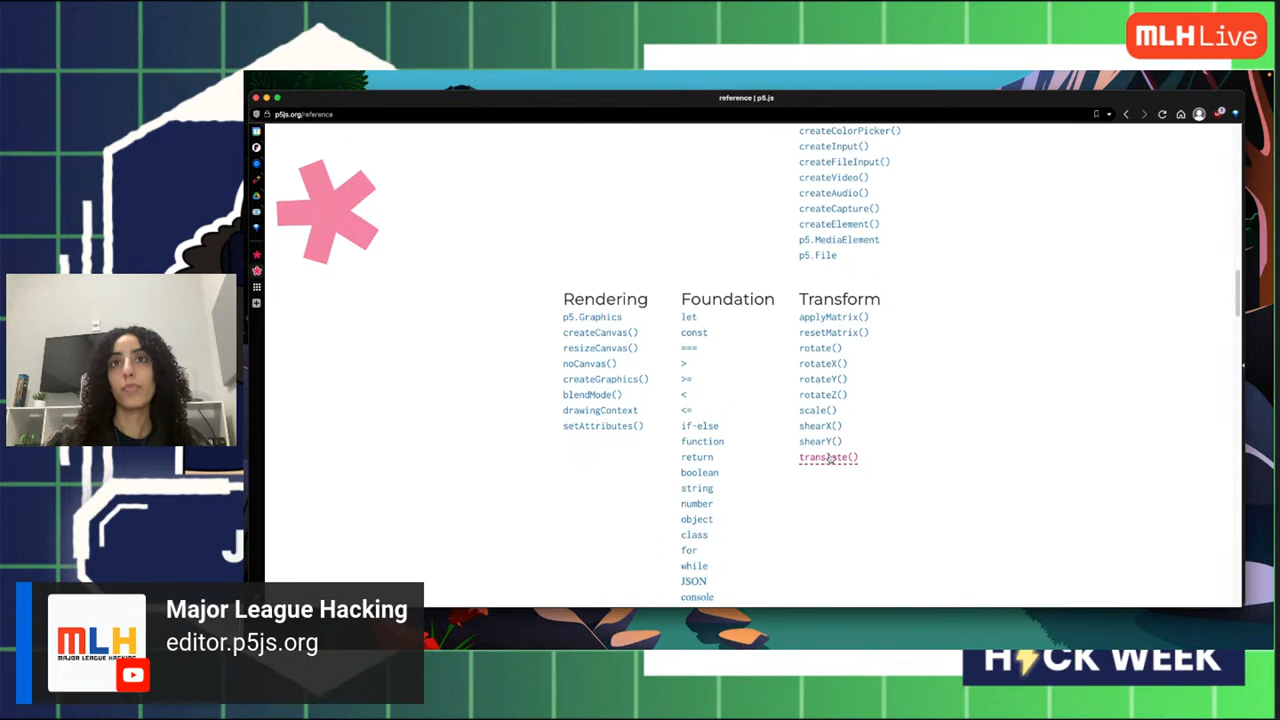 MLH Live
reference | p5.js
p5js.org/reference
createColorPicker()
createInput()
createFileInput()
createVideo()
createAudio()
createCapture()
createElement()
p5.MediaElement
p5.File
Rendering
p5.Graphics
createCanvas()
resizeCanvas()
noCanvas()
createGraphics()
blendMode()
drawingContext
setAttributes()
Foundation
let
const
===
>
>=
<
<=
if-else
function
return
boolean
string
number
object
class
for
while
JSON
console
Transform
applyMatrix()
resetMatrix()
rotate()
rotateX()
rotateY()
rotateZ()
scale()
shearX()
shearY()
translate()
J
MLH
MAJOR LEAGUE HACKING
Major League Hacking
editor.p5js.org
HACK WEEK